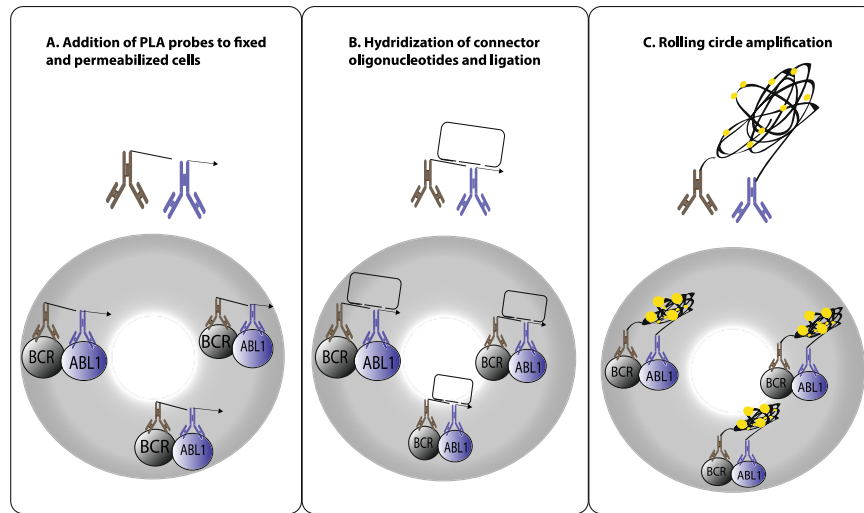 A. Addition of PLA probes to fixed
and permeabilized cells
BCR
ABL1
BCR
ABL1
BCR
ABL1
B. Hydridization of connector
oligonucleotides and ligation
BCR
ABL1
BCR
ABL1
BCR
ABL1
C. Rolling circle amplification
BCR
ABL1
BCR
ABL1
BCR
ABL1